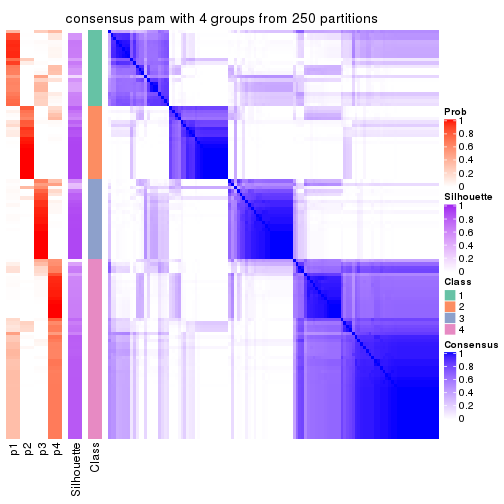 consensus pam with 4 groups from 250 partitions
Prob
1
0.8
0.6
0.4
0.2
0
Silhouette
1
0.8
0.6
0.4
0.2
0
Class
1
2
3
4
Consensus
1
0.8
0.6
0.4
0.2
0
p1
p2
p3
p4
Silhouette
Class